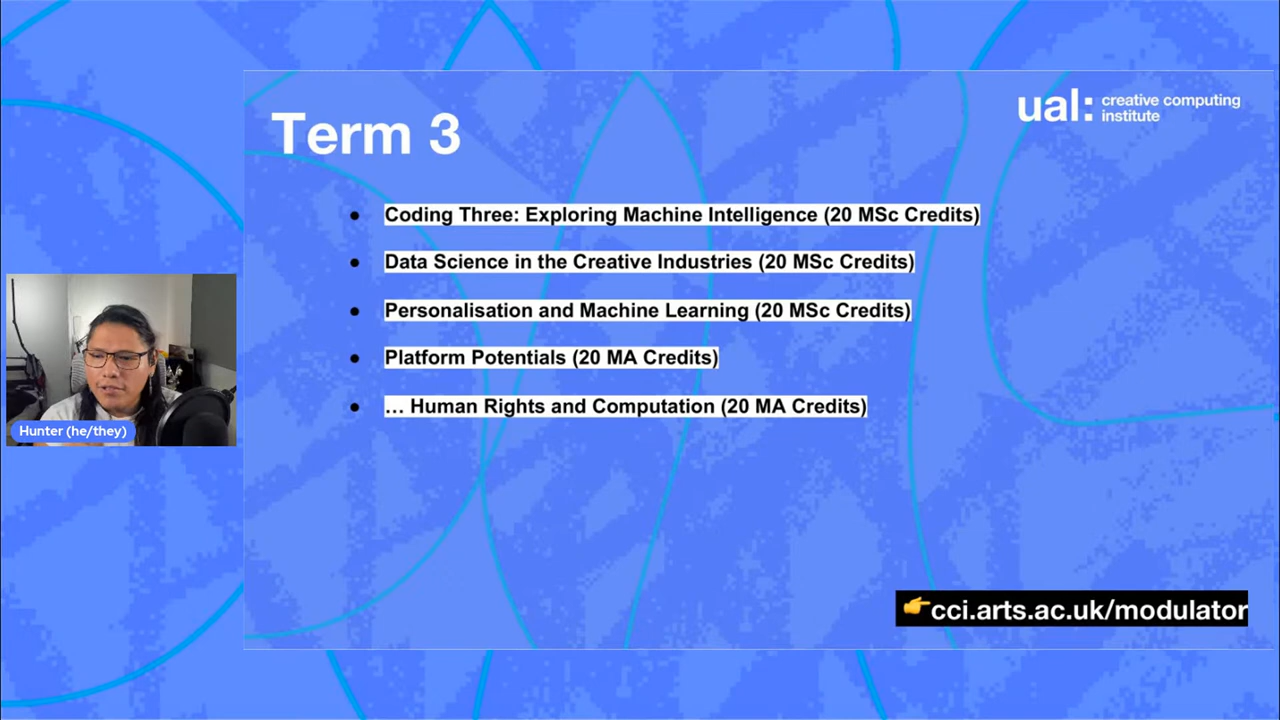 Term 3
ual: creative computing
institute
● Coding Three: Exploring Machine Intelligence (20 MSc Credits)
● Data Science in the Creative Industries (20 MSc Credits)
● Personalisation and Machine Learning (20 MSc Credits)
● Platform Potentials (20 MA Credits)
● … Human Rights and Computation (20 MA Credits)
Hunter (he/they)
👉cci.arts.ac.uk/modulator